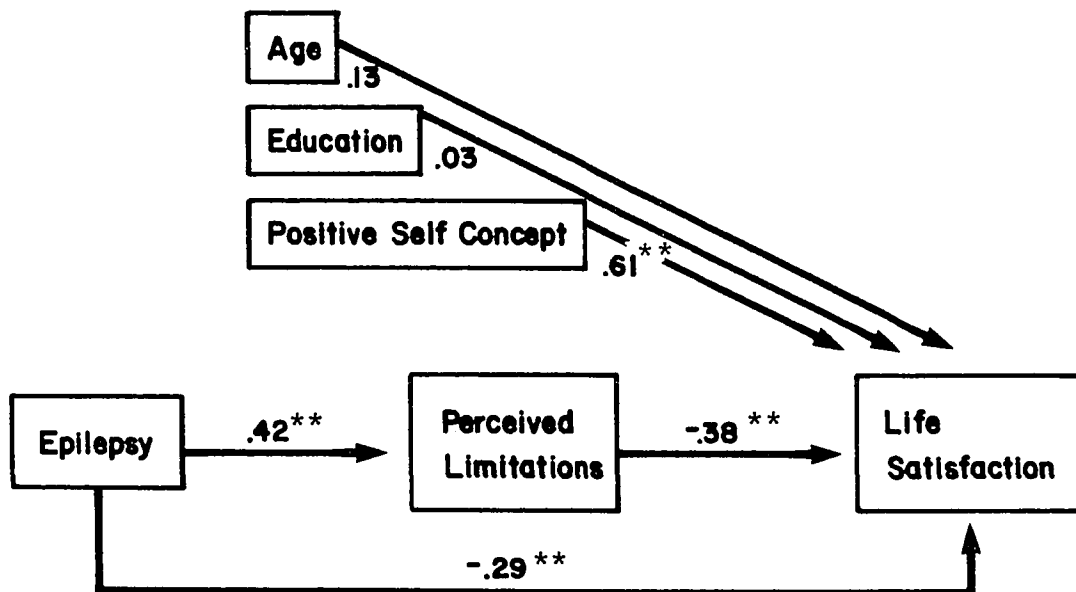 Age
.13
Education
.03
Positive Self Concept
.61**
Epilepsy
.42**
Perceived
Limitations
-.38**
Life
Satisfaction
-.29**